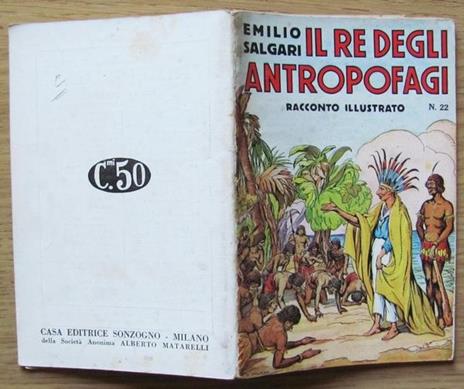 EMILIO SALGARI IL RE DEGLI
ANTROPOFAGI
RACCONTO ILLUSTRATO N. 22
C.mi 50
CASA EDITRICE SONZOGNO - MILANO
della Società Anonima ALBERTO MATARELLI